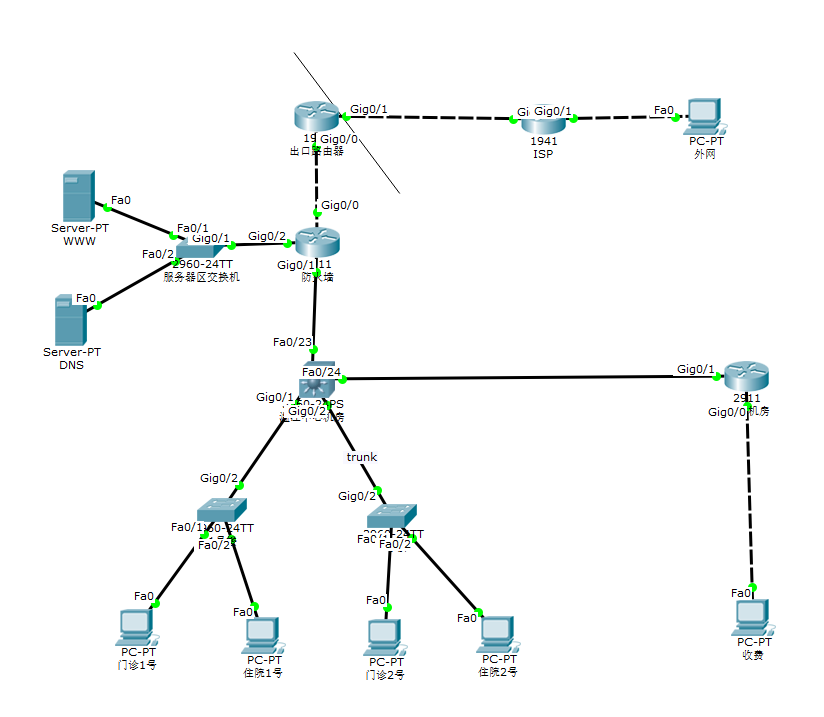 Gig0/1
Gig0/1
Fa0
1941
ISP
PC-PT
外网
Gig0/0
出口路由器
Gig0/0
Fa0
Server-PT
WWW
Fa0/1
Gig0/1
Gig0/2
Fa0/2
2960-24TT
服务器区交换机
Gig0/1
防火墙
Fa0
Server-PT
DNS
Fa0/23
Fa0/24
Gig0/1
2911
Gig0/0
机房
Gig0/1
Gig0/2
trunk
Gig0/2
Gig0/2
Fa0/1
60-24TT
Fa0/2
Fa0/2
Fa0
Fa0
Fa0
Fa0
Fa0
PC-PT
门诊1号
PC-PT
住院1号
PC-PT
门诊2号
PC-PT
住院2号
PC-PT
收费